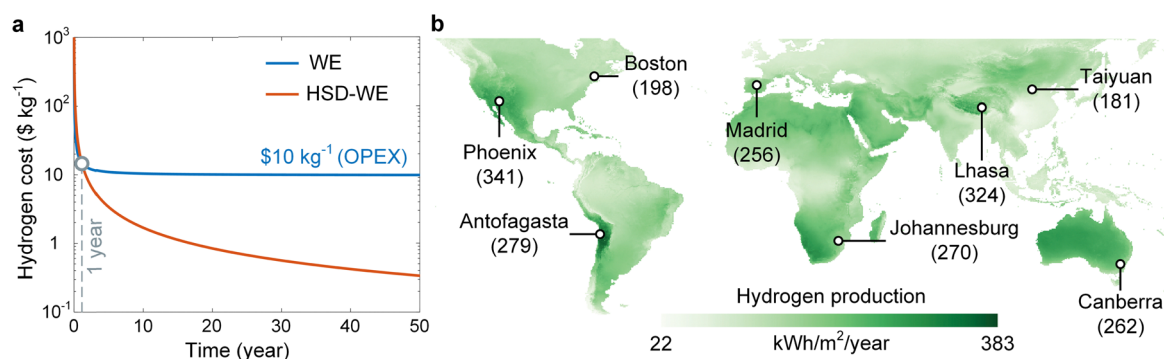 a
10³
10²
10
1
10⁻¹
Hydrogen cost ($ kg⁻¹)
WE
HSD-WE
$10 kg⁻¹ (OPEX)
1 year
0
10
20
30
40
50
Time (year)
b
Boston
(198)
Phoenix
(341)
Antofagasta
(279)
Madrid
(256)
Taiyuan
(181)
Lhasa
(324)
Johannesburg
(270)
Canberra
(262)
Hydrogen production
22
kWh/m²/year
383